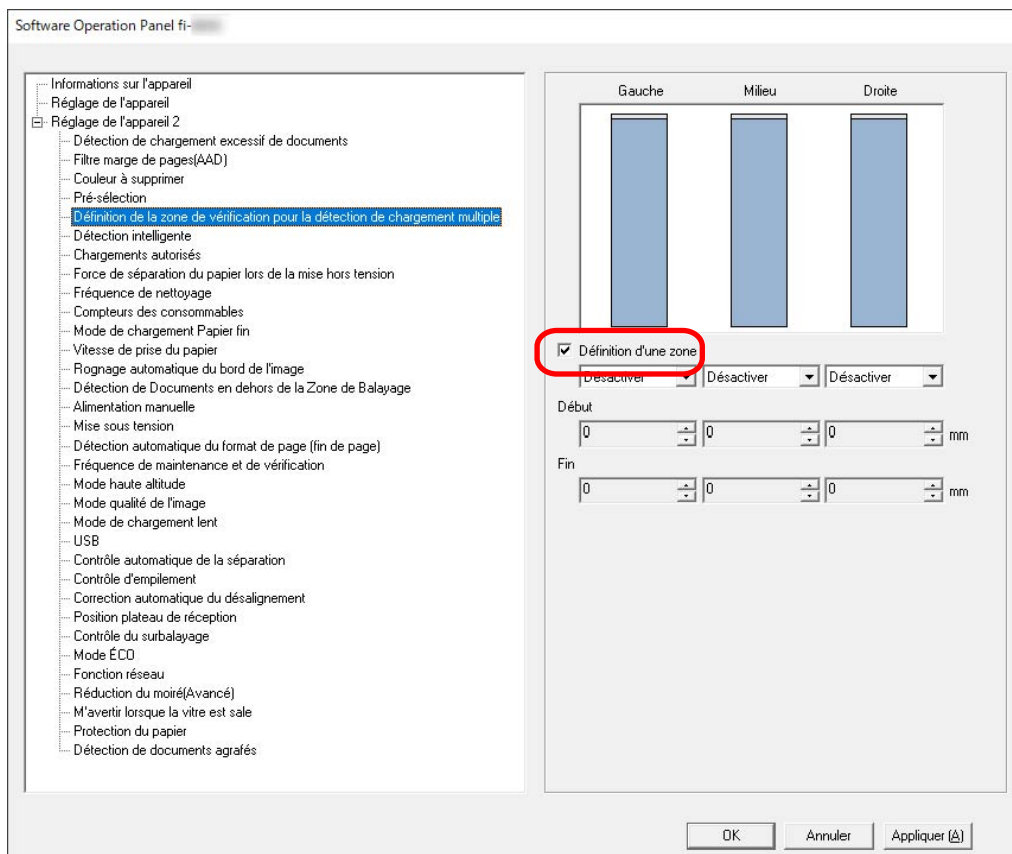 Software Operation Panel fi-
Informations sur l'appareil
Réglage de l'appareil
Réglage de l'appareil 2
Détection de chargement excessif de documents
Filtre marge de pages(AAD)
Couleur à supprimer
Pré-sélection
Définition de la zone de vérification pour la détection de chargement multiple
Détection intelligente
Chargements autorisés
Force de séparation du papier lors de la mise hors tension
Fréquence de nettoyage
Compteurs des consommables
Mode de chargement Papier fin
Vitesse de prise du papier
Rognage automatique du bord de l'image
Détection de Documents en dehors de la Zone de Balayage
Alimentation manuelle
Mise sous tension
Détection automatique du format de page (fin de page)
Fréquence de maintenance et de vérification
Mode haute altitude
Mode qualité de l'image
Mode de chargement lent
USB
Contrôle automatique de la séparation
Contrôle d'empilement
Correction automatique du désalignement
Position plateau de réception
Contrôle du surbalayage
Mode ÉCO
Fonction réseau
Réduction du moiré(Avancé)
M'avertir lorsque la vitre est sale
Protection du papier
Détection de documents agrafés
Gauche Milieu Droite
Définition d'une zone
Désactiver Désactiver Désactiver
Début
0 0 0 mm
Fin
0 0 0 mm
OK Annuler Appliquer (A)